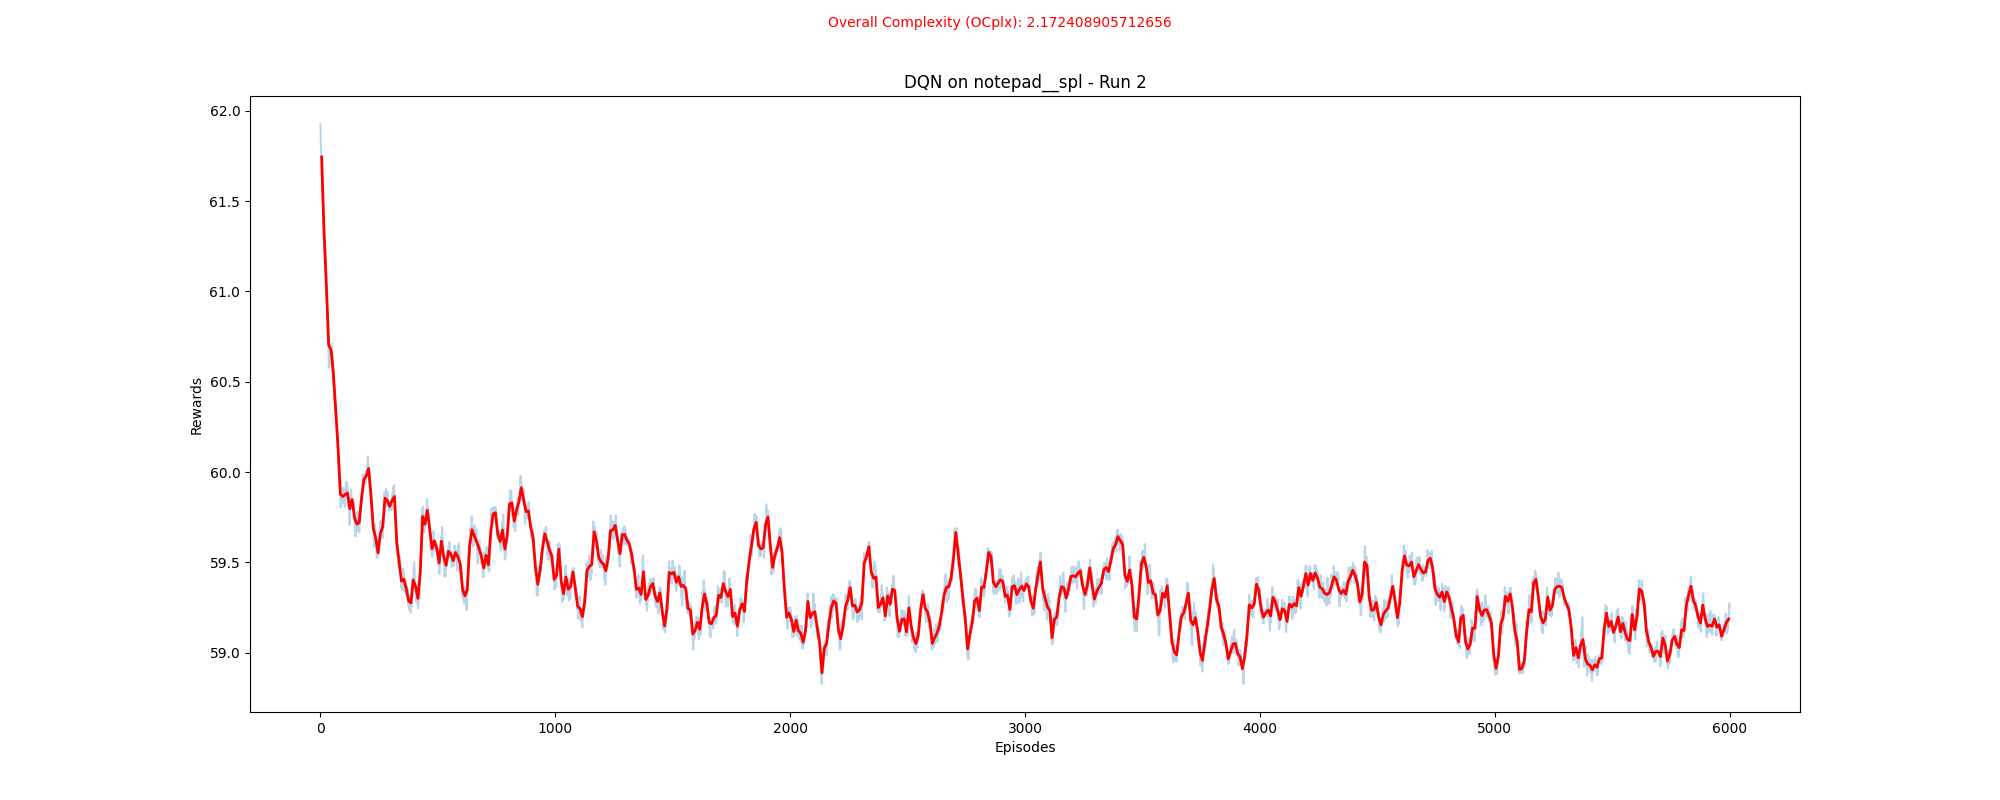 Overall Complexity (OCplx): 2.172408905712656
DQN on notepad__spl - Run 2
62.0
61.5
61.0
60.5
60.0
59.5
59.0
Rewards
0 1000 2000 3000 4000 5000 6000
Episodes